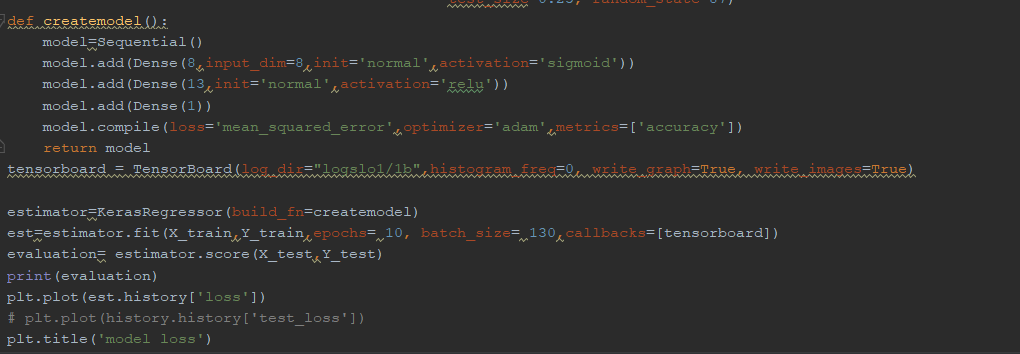 test_size=0.25, random_state=67)
def createmodel():
    model=Sequential()
    model.add(Dense(8,input_dim=8,init='normal',activation='sigmoid'))
    model.add(Dense(13,init='normal',activation='relu'))
    model.add(Dense(1))
    model.compile(loss='mean_squared_error',optimizer='adam',metrics=['accuracy'])
    return model
tensorboard = TensorBoard(log_dir="logslo1/1b",histogram_freq=0, write_graph=True, write_images=True)
estimator=KerasRegressor(build_fn=createmodel)
est=estimator.fit(X_train,Y_train,epochs= 10, batch_size= 130,callbacks=[tensorboard])
evaluation= estimator.score(X_test,Y_test)
print(evaluation)
plt.plot(est.history['loss'])
# plt.plot(history.history['test_loss'])
plt.title('model loss')